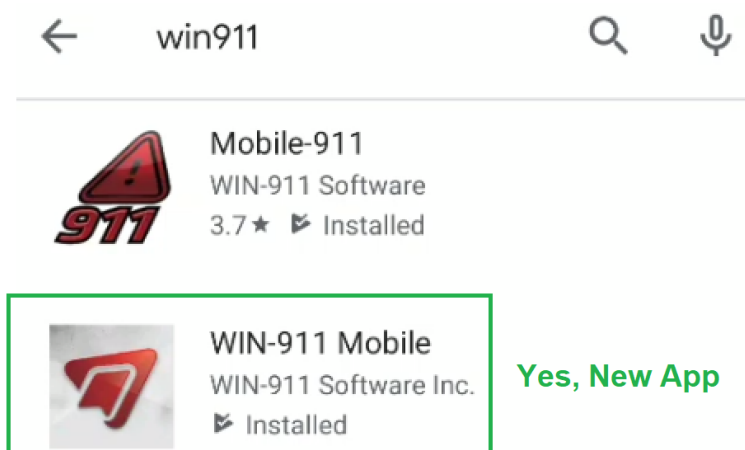 win911
Mobile-911
WIN-911 Software
3.7★ Installed
911
WIN-911 Mobile
WIN-911 Software Inc.
Installed
Yes, New App